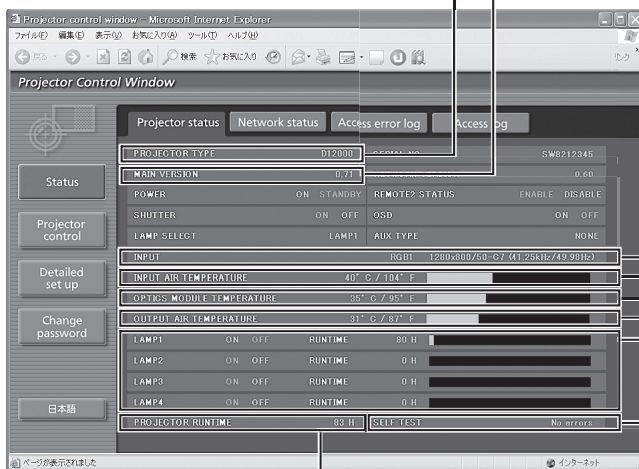 Projector control window - Microsoft Internet Explorer
ファイル(F) 編集(E) 表示(V) お気に入り(A) ツール(T) ヘルプ(H)
戻る 検索 お気に入り リンク
Projector Control Window
Projector status Network status Access error log Access log
PROJECTOR TYPE D12000 SERIAL NO SW8212345
MAIN VERSION 0.71 0.60
POWER ON STANDBY REMOTE2 STATUS ENABLE DISABLE
SHUTTER ON OFF OSD ON OFF
LAMP SELECT LAMP1 AUX TYPE NONE
INPUT RGB1 1280x800/50-C7 (41.25kHz/49.98Hz)
INPUT AIR TEMPERATURE 40° C / 104° F
OPTICS MODULE TEMPERATURE 35° C / 95° F
OUTPUT AIR TEMPERATURE 31° C / 87° F
LAMP1 ON OFF RUNTIME 80 H
LAMP2 ON OFF RUNTIME 0 H
LAMP3 ON OFF RUNTIME 0 H
LAMP4 ON OFF RUNTIME 0 H
PROJECTOR RUNTIME 83 H SELF TEST No errors
Status
Projector
control
Detailed
set up
Change
password
日本語
ページが表示されました インターネット